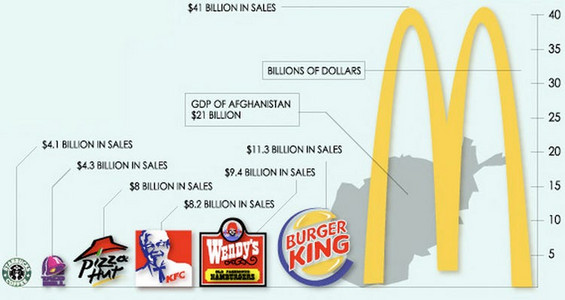 $41 BILLION IN SALES
40
35
BILLIONS OF DOLLARS
30
GDP OF AFGHANISTAN
$21 BILLION
25
$4.1 BILLION IN SALES
$11.3 BILLION IN SALES
20
$4.3 BILLION IN SALES
$9.4 BILLION IN SALES
15
$8 BILLION IN SALES
$8.2 BILLION IN SALES
10
Pizza
Hut
KFC
Wendy's
OLD FASHIONED
HAMBURGERS
BURGER
KING
5